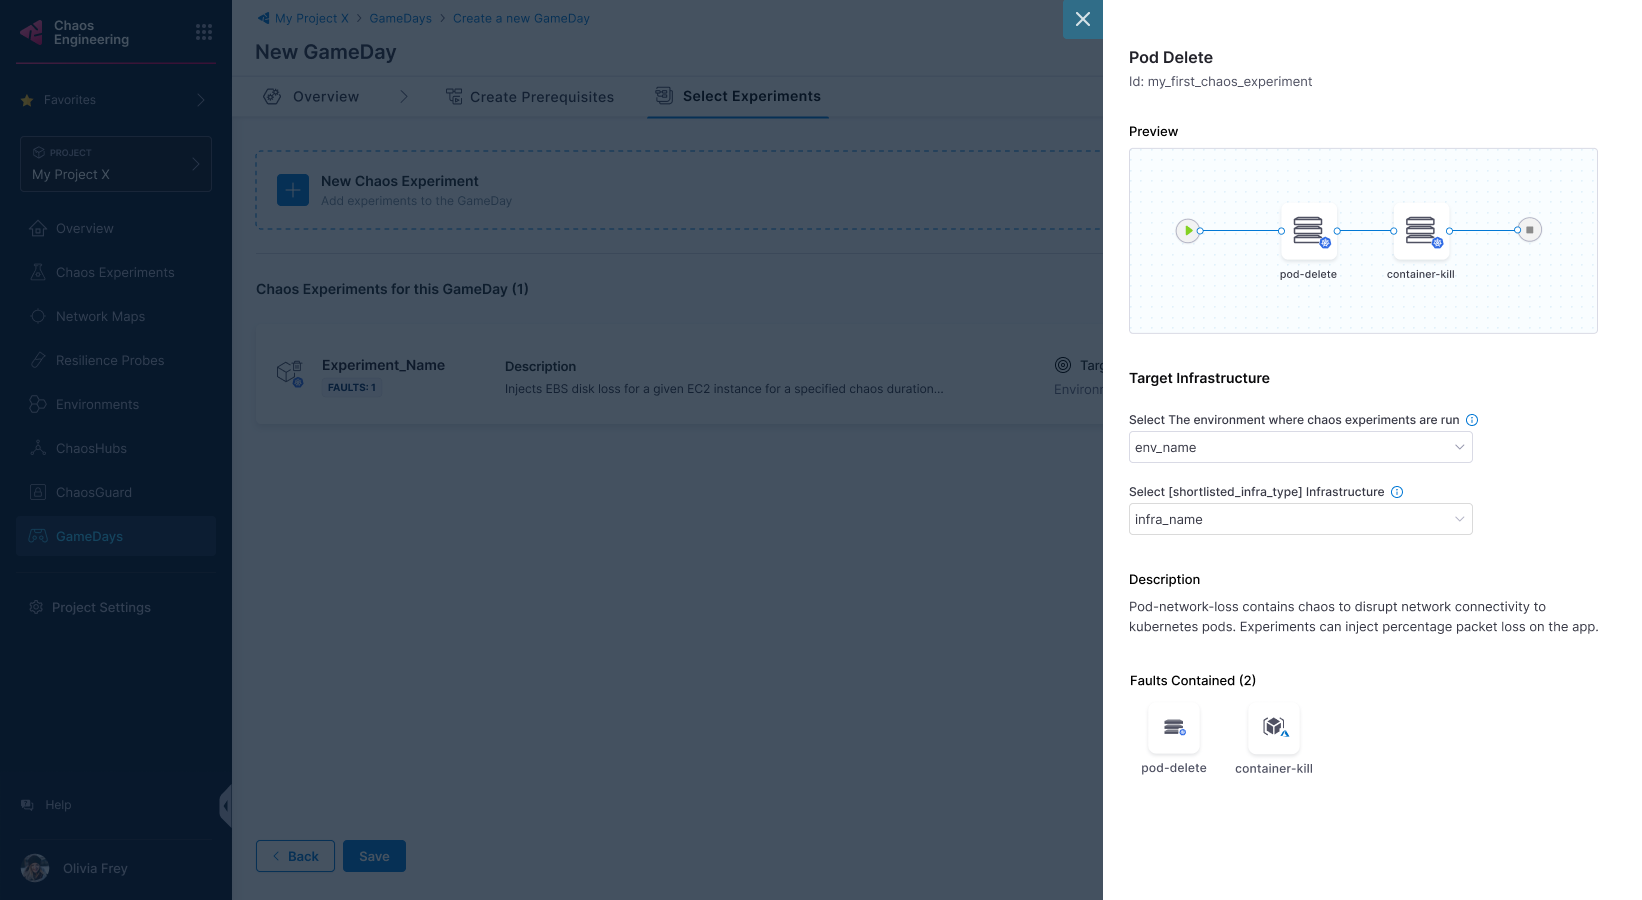 Chaos
Engineering
Favorites
PROJECT
My Project X
Overview
Chaos Experiments
Network Maps
Resilience Probes
Environments
ChaosHubs
ChaosGuard
GameDays
Project Settings
Help
Olivia Frey
My Project X > GameDays > Create a new GameDay
New GameDay
Overview
Create Prerequisites
Select Experiments
New Chaos Experiment
Add experiments to the GameDay
Chaos Experiments for this GameDay (1)
Experiment_Name
FAULTS: 1
Description
Injects EBS disk loss for a given EC2 instance for a specified chaos duration...
Targ
Environ
Back
Save
Pod Delete
Id: my_first_chaos_experiment
Preview
pod-delete
container-kill
Target Infrastructure
Select The environment where chaos experiments are run
env_name
Select [shortlisted_infra_type] Infrastructure
infra_name
Description
Pod-network-loss contains chaos to disrupt network connectivity to
kubernetes pods. Experiments can inject percentage packet loss on the app.
Faults Contained (2)
pod-delete
container-kill